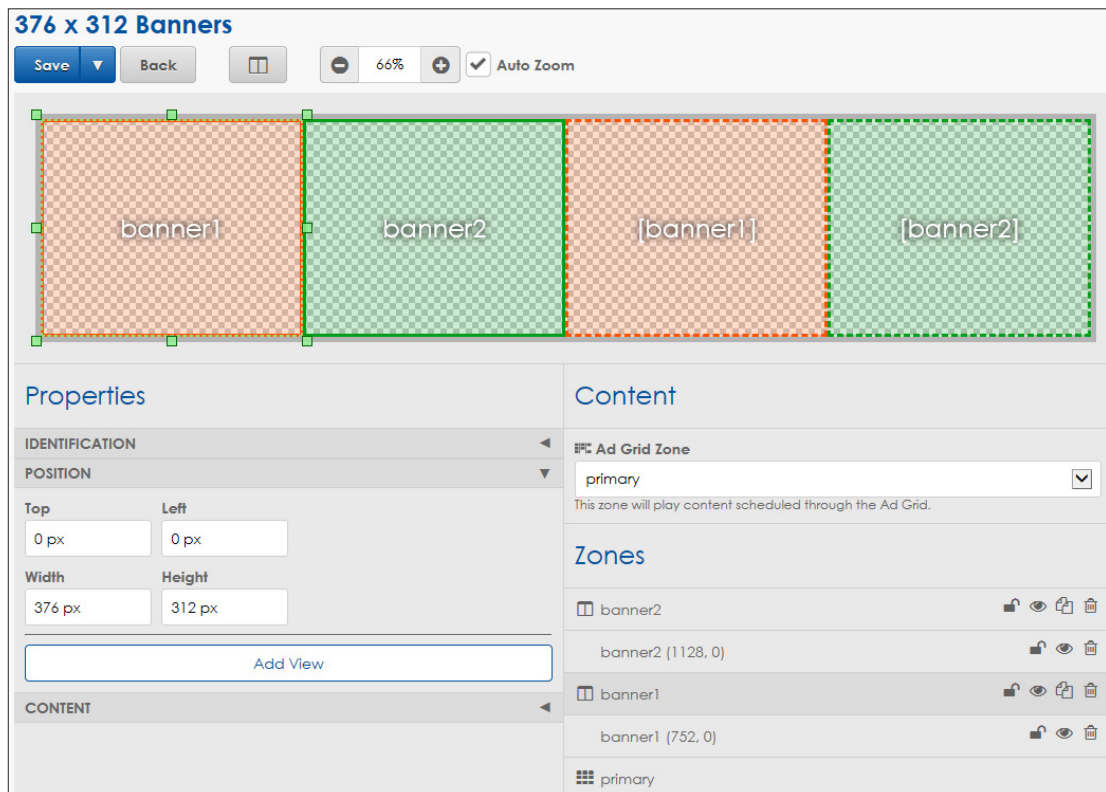 376 x 312 Banners
Save
Back
66%
Auto Zoom
banner1
banner2
[banner1]
[banner2]
Properties
IDENTIFICATION
POSITION
Top
Left
0 px
0 px
Width
Height
376 px
312 px
Add View
CONTENT
Content
Ad Grid Zone
primary
This zone will play content scheduled through the Ad Grid.
Zones
banner2
banner2 (1128, 0)
banner1
banner1 (752, 0)
primary